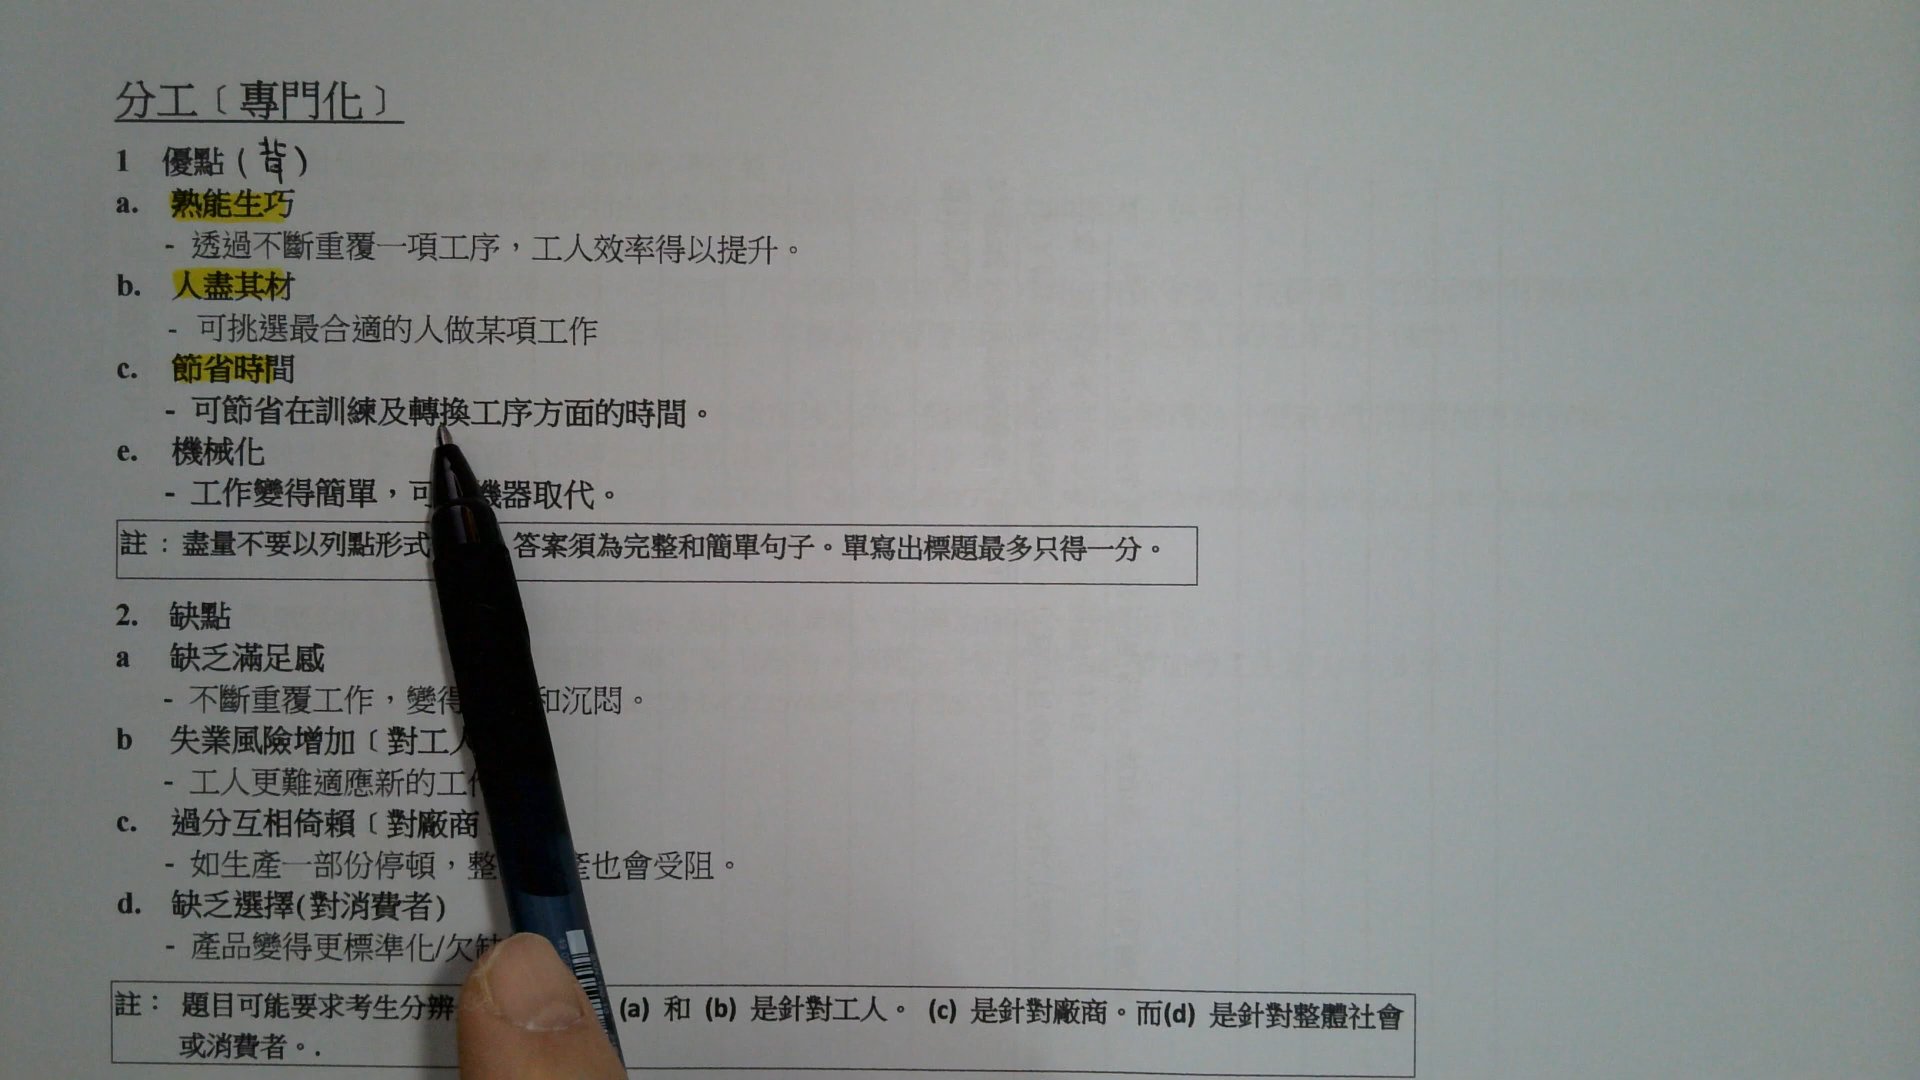 分工﹝專門化﹞
1 優點 (背)
a. 熟能生巧
- 透過不斷重覆一項工序，工人效率得以提升。
b. 人盡其材
- 可挑選最合適的人做某項工作
c. 節省時間
- 可節省在訓練及轉換工序方面的時間。
e. 機械化
- 工作變得簡單，可 機器取代。
註：盡量不要以列點形式 答案須為完整和簡單句子。單寫出標題最多只得一分。
2. 缺點
a 缺乏滿足感
- 不斷重覆工作，變得 和沉悶。
b 失業風險增加﹝對工人
- 工人更難適應新的工作
c. 過分互相倚賴﹝對廠商
- 如生產一部份停頓，整 產也會受阻。
d. 缺乏選擇(對消費者)
- 產品變得更標準化/欠缺
註： 題目可能要求考生分辨 (a) 和 (b) 是針對工人。 (c) 是針對廠商。而(d) 是針對整體社會
或消費者。.